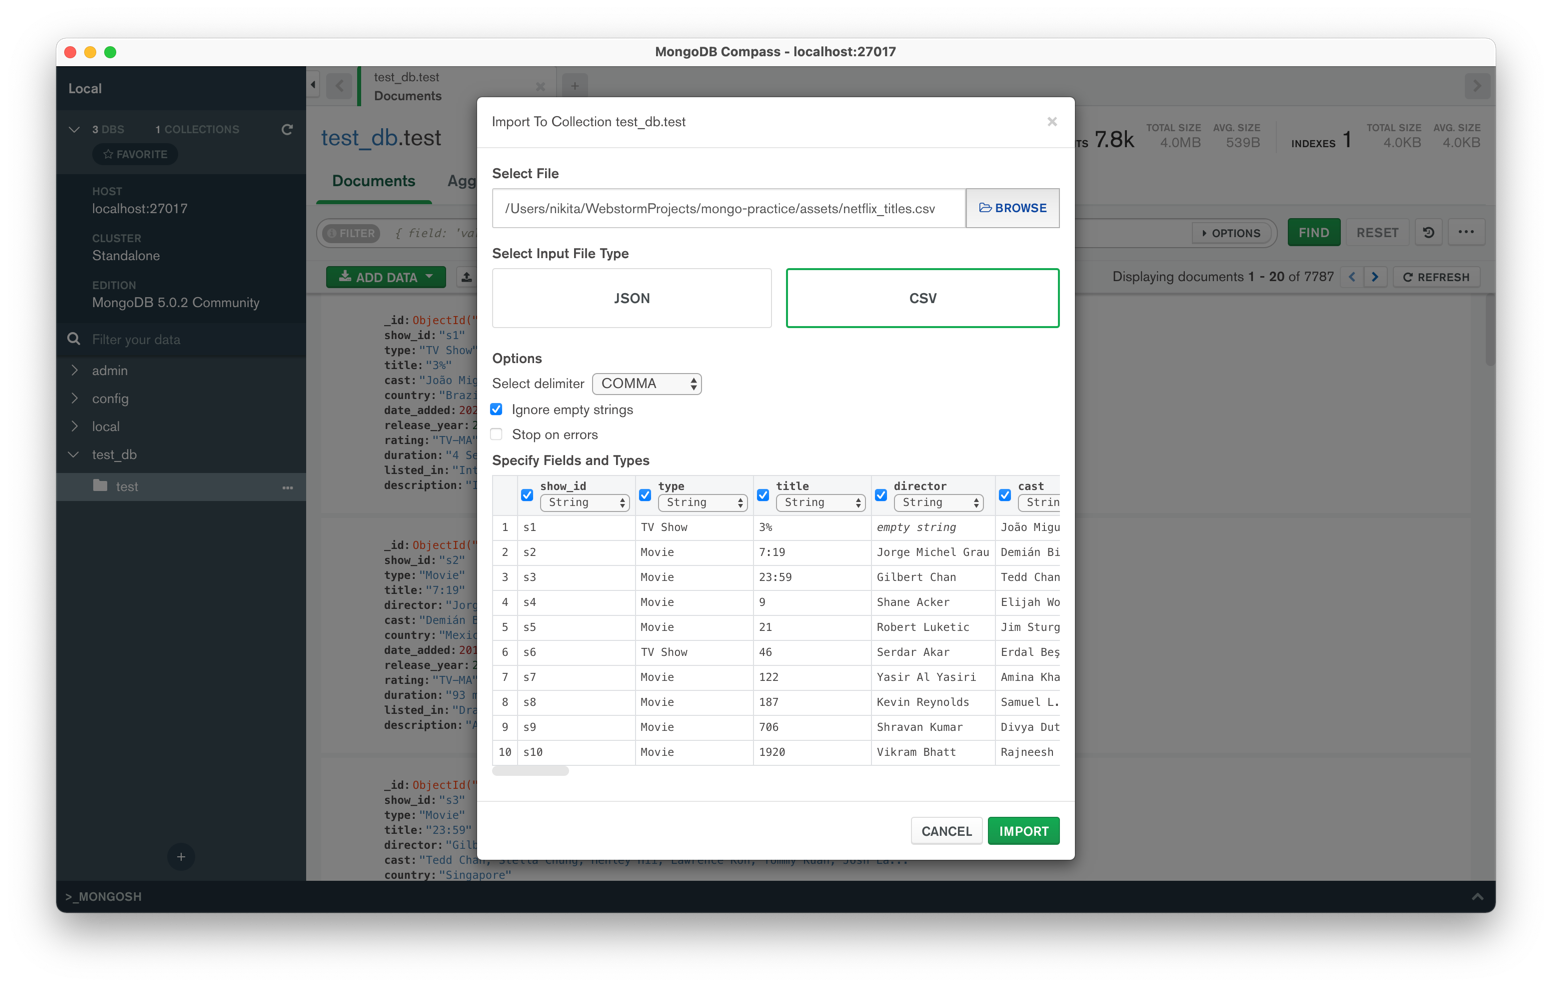 MongoDB Compass - localhost:27017
Local
3 DBS 1 COLLECTIONS
FAVORITE
HOST
localhost:27017
CLUSTER
Standalone
EDITION
MongoDB 5.0.2 Community
Filter your data
admin
config
local
test_db
test
test_db.test
Documents
test_db.test
7.8k
TOTAL SIZE
4.0MB
AVG. SIZE
539B
INDEXES 1
TOTAL SIZE
4.0KB
AVG. SIZE
4.0KB
Documents
Agg
FILTER { field: 'va
OPTIONS
FIND
RESET
ADD DATA
Displaying documents 1 - 20 of 7787
REFRESH
_id: ObjectId("
show_id: "s1"
type: "TV Show"
title: "3%"
cast: "João Mig
country: "Brazi
date_added: 202
release_year: 2
rating: "TV-MA"
duration: "4 Se
listed_in: "Int
description: "I
_id: ObjectId("
show_id: "s2"
type: "Movie"
title: "7:19"
director: "Jorg
cast: "Demián B
country: "Mexic
date_added: 201
release_year: 2
rating: "TV-MA"
duration: "93 m
listed_in: "Dra
description: "A
_id: ObjectId("
show_id: "s3"
type: "Movie"
title: "23:59"
director: "Gilb
cast: "Tedd Chan, Stella Chung, Henley Hii, Lawrence Koh, Tommy Kuan, Josh La...
country: "Singapore"
Import To Collection test_db.test
Select File
/Users/nikita/WebstormProjects/mongo-practice/assets/netflix_titles.csv
BROWSE
Select Input File Type
JSON
CSV
Options
Select delimiter COMMA
Ignore empty strings
Stop on errors
Specify Fields and Types
show_id type title director cast
String String String String Strin
1 s1 TV Show 3% empty string João Migu
2 s2 Movie 7:19 Jorge Michel Grau Demián Bi
3 s3 Movie 23:59 Gilbert Chan Tedd Chan
4 s4 Movie 9 Shane Acker Elijah Wo
5 s5 Movie 21 Robert Luketic Jim Sturg
6 s6 TV Show 46 Serdar Akar Erdal Beş
7 s7 Movie 122 Yasir Al Yasiri Amina Kha
8 s8 Movie 187 Kevin Reynolds Samuel L.
9 s9 Movie 706 Shravan Kumar Divya Dut
10 s10 Movie 1920 Vikram Bhatt Rajneesh
CANCEL
IMPORT
>_MONGOSH